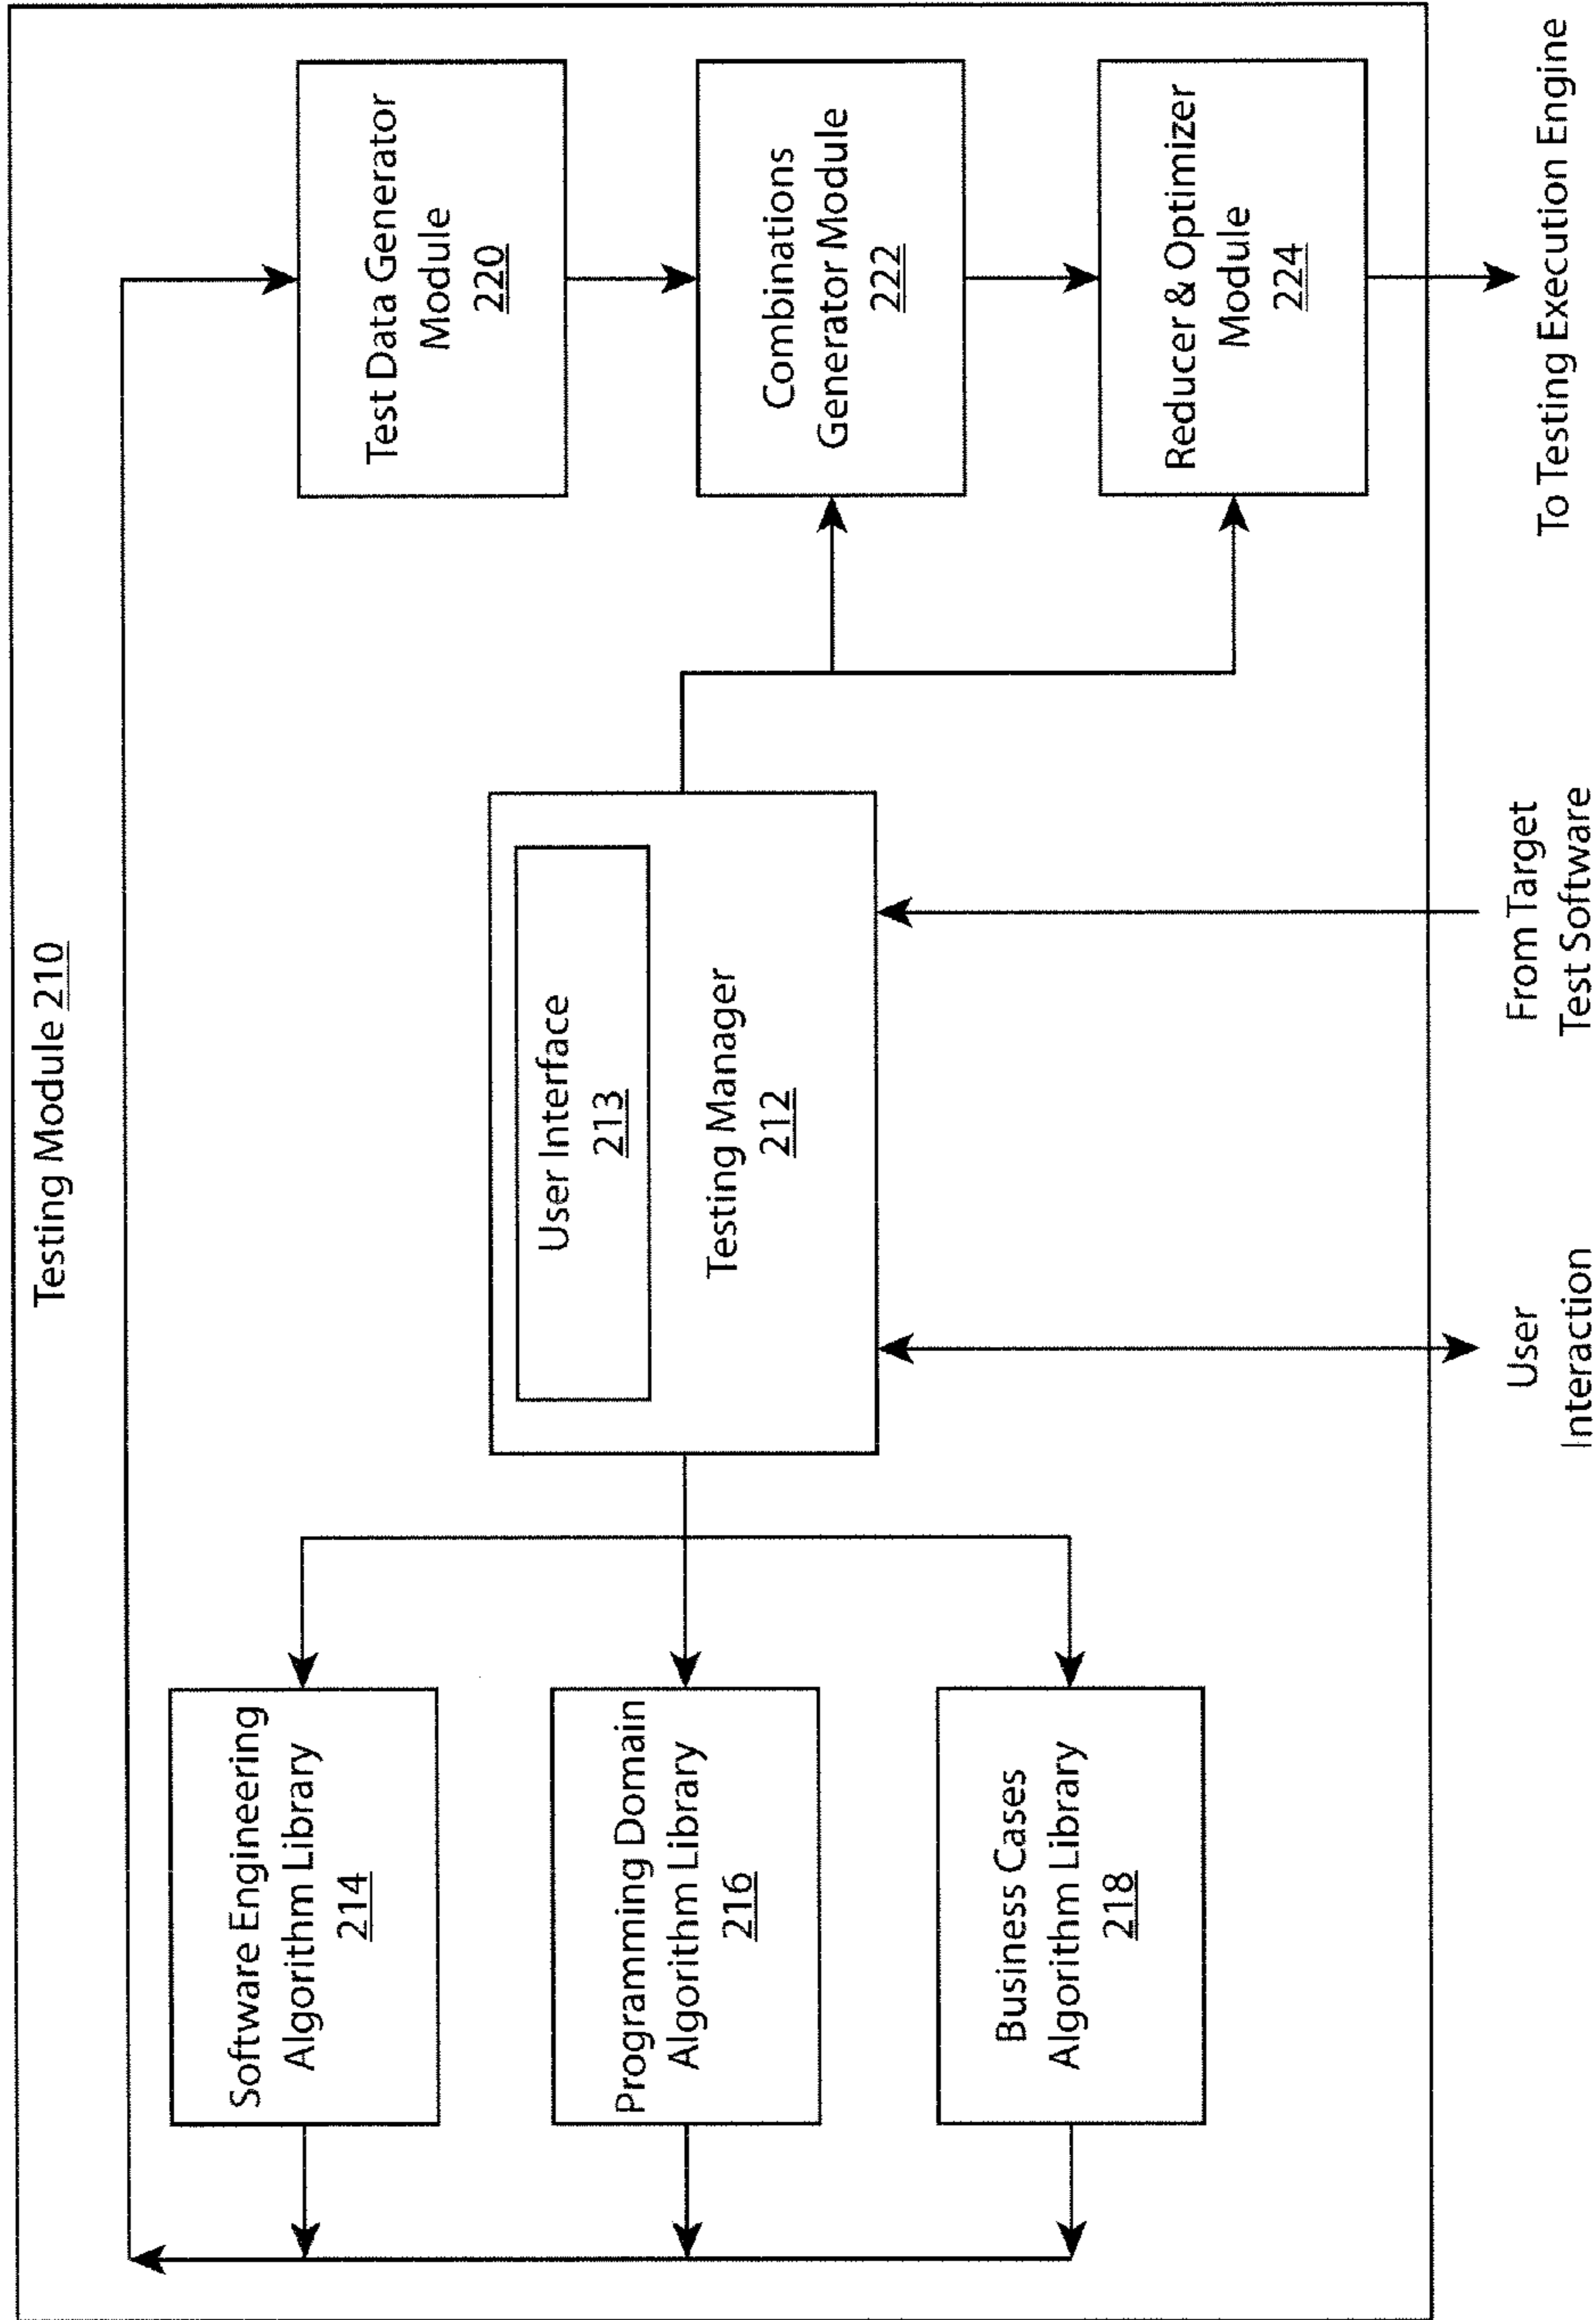 Testing Module 210
Software Engineering
Algorithm Library
214
Programming Domain
Algorithm Library
216
Business Cases
Algorithm Library
218
User Interface
213
Testing Manager
212
Test Data Generator
Module
220
Combinations
Generator Module
222
Reducer & Optimizer
Module
224
User
Interaction
From Target
Test Software
To Testing Execution Engine